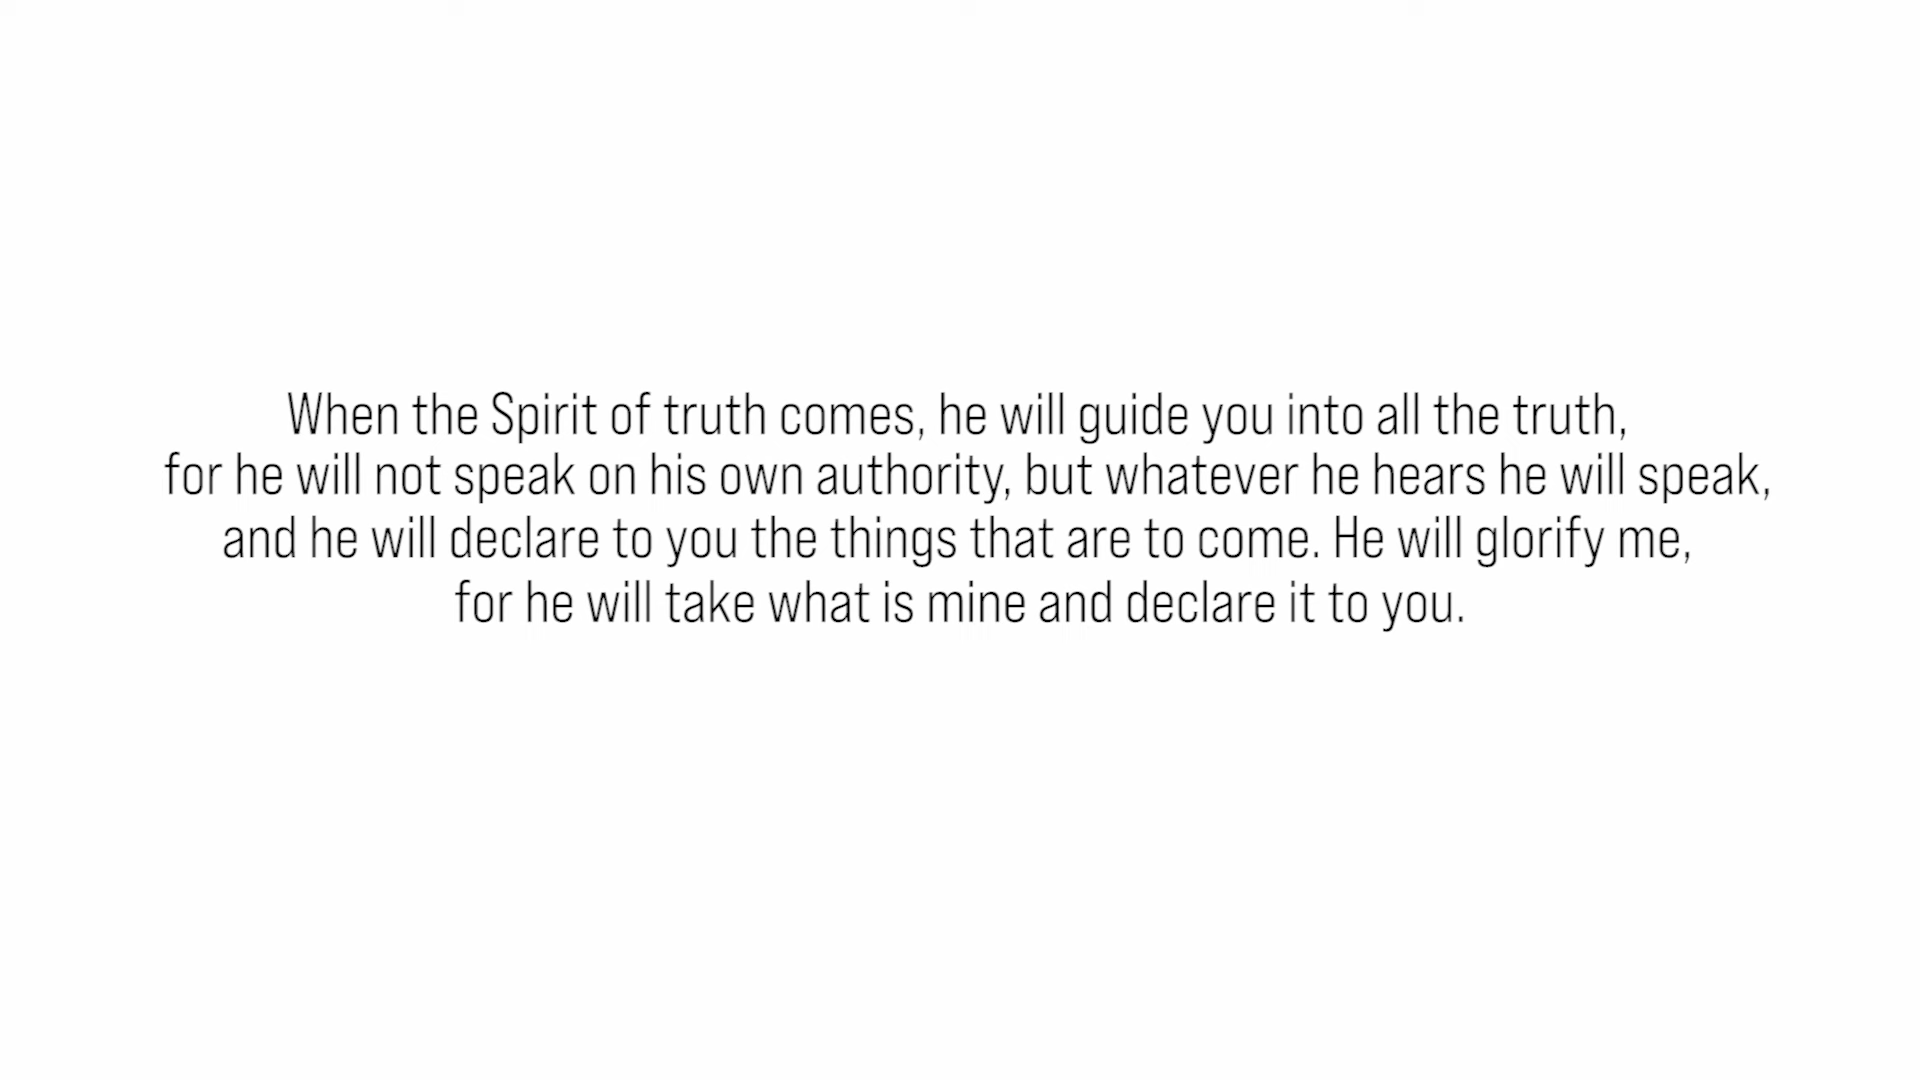 When the Spirit of truth comes, he will guide you into all the truth,
for he will not speak on his own authority, but whatever he hears he will speak,
and he will declare to you the things that are to come. He will glorify me,
for he will take what is mine and declare it to you.